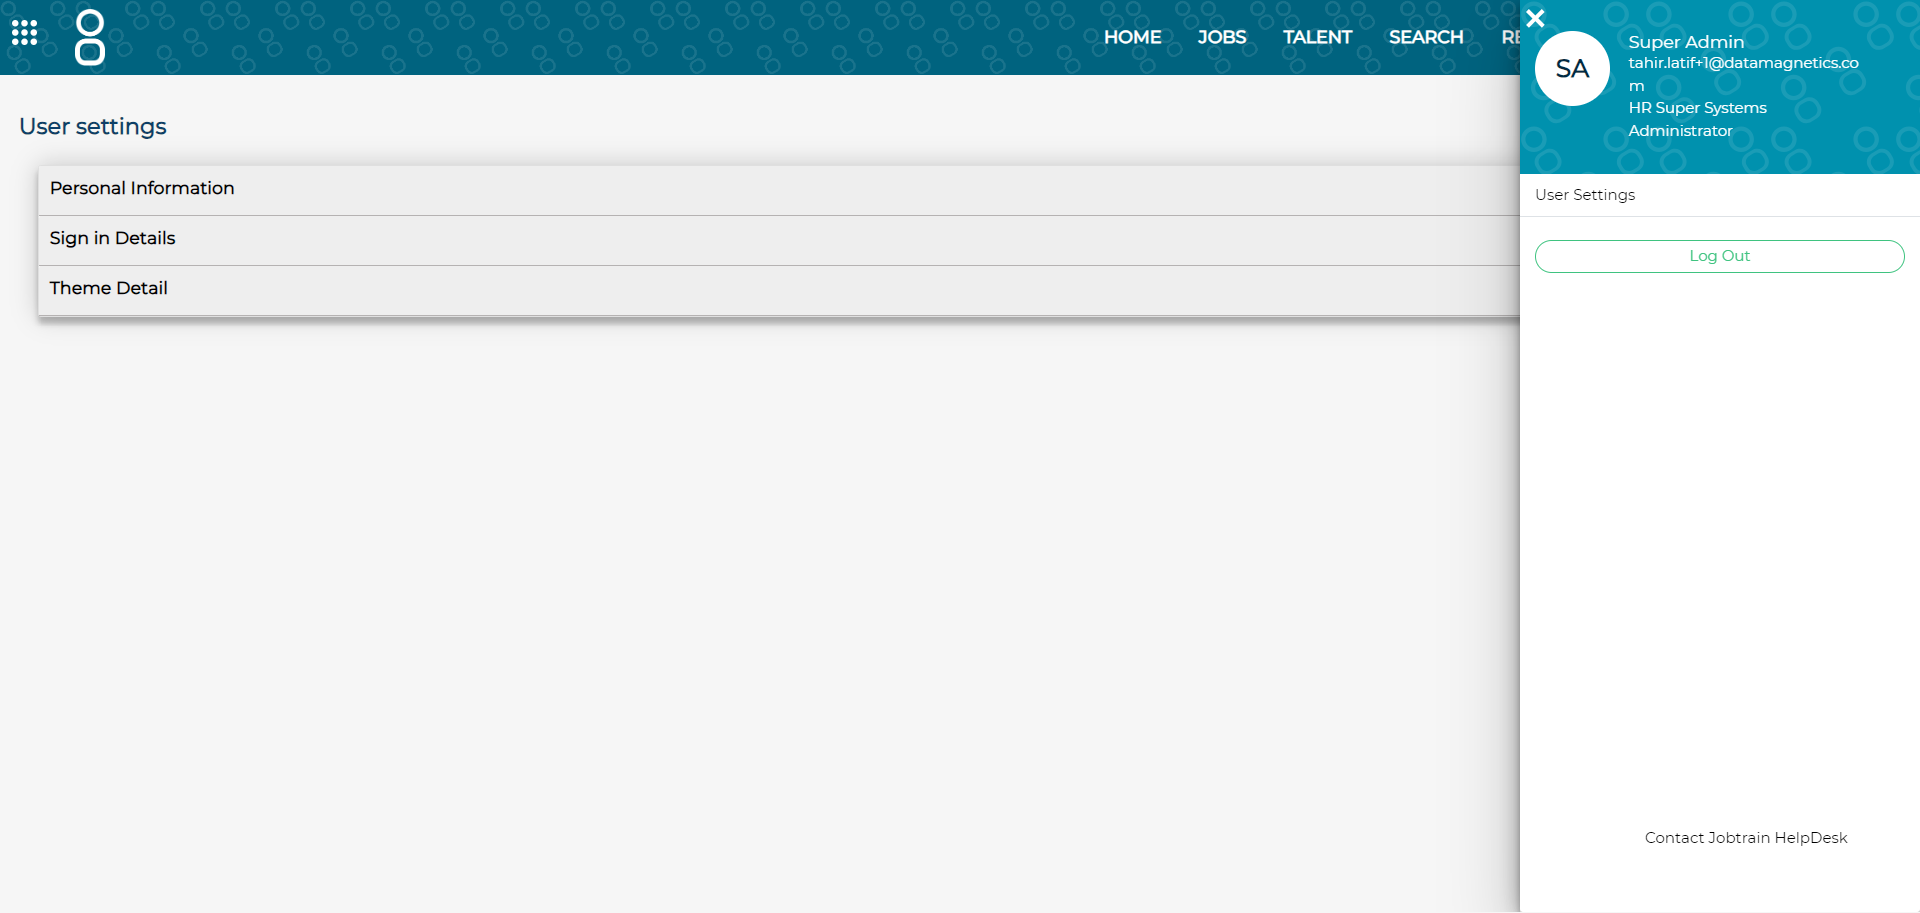 HOME
JOBS
TALENT
SEARCH
RE
User settings
Personal Information
Sign in Details
Theme Detail
SA
Super Admin
tahir.latif+1@datamagnetics.co
m
HR Super Systems
Administrator
User Settings
Log Out
Contact Jobtrain HelpDesk